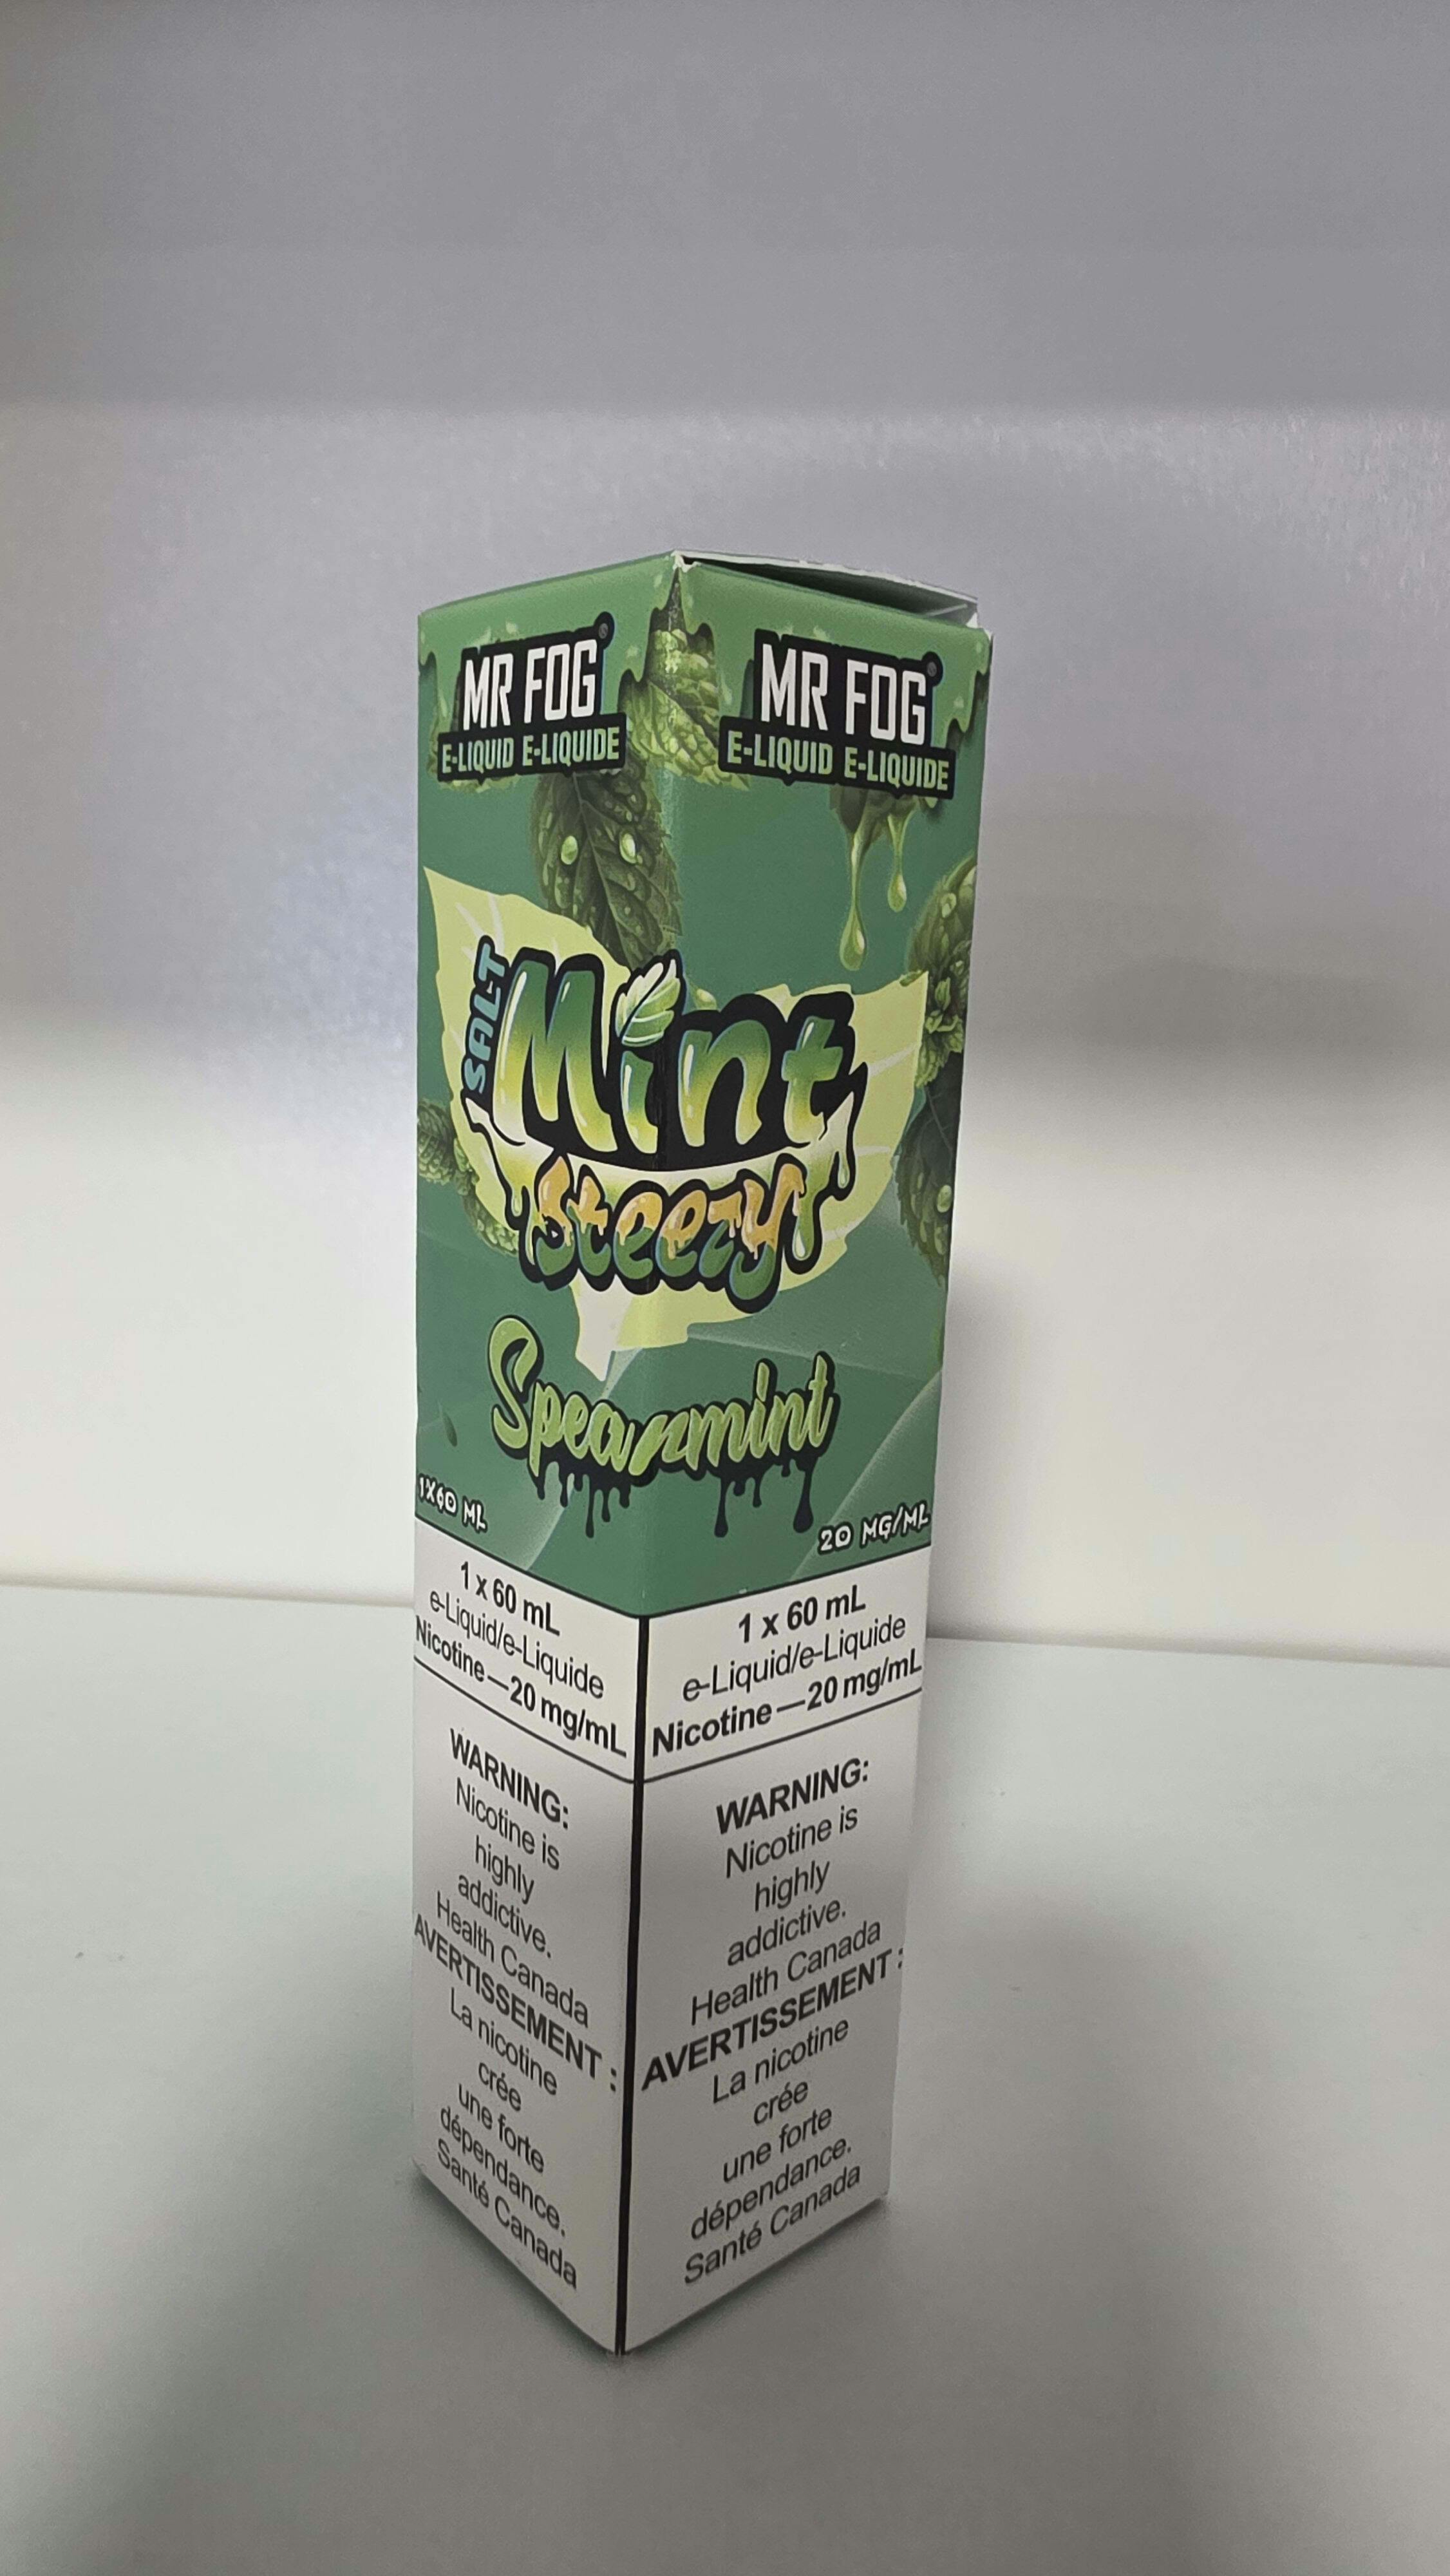 MR FOG®
E-LIQUID E-LIQUIDE
MR FOG®
E-LIQUID E-LIQUIDE
SALT
Mint
Steezy
Spearmint
1X60 ML
20 MG/ML
1 x 60 mL
e-Liquid/e-Liquide
Nicotine—20 mg/mL
WARNING:
Nicotine is
highly
addictive.
Health Canada
AVERTISSEMENT :
La nicotine
crée
une forte
dépendance.
Santé Canada
1 x 60 mL
e-Liquid/e-Liquide
Nicotine—20 mg/mL
WARNING:
Nicotine is
highly
addictive.
Health Canada
AVERTISSEMENT :
La nicotine
crée
une forte
dépendance.
Santé Canada